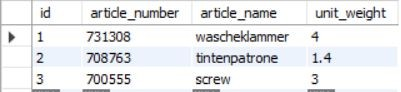 id article_number article_name unit_weight
1 731308 wascheklammer 4
2 708763 tintenpatrone 1.4
3 700555 screw 3